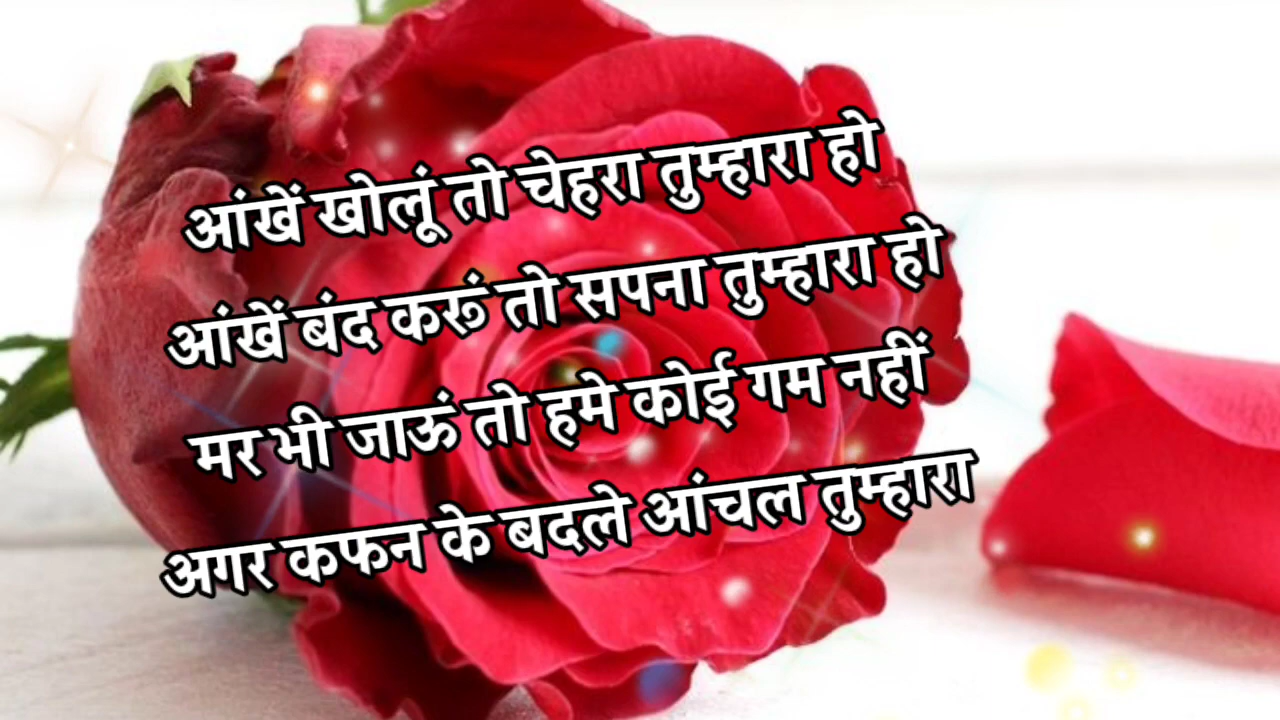 आंखें खोलूं तो चेहरा तुम्हारा हो
आंखें बंद करूं तो सपना तुम्हारा हो
मर भी जाऊं तो हमे कोई गम नहीं
अगर कफन के बदले आंचल तुम्हारा